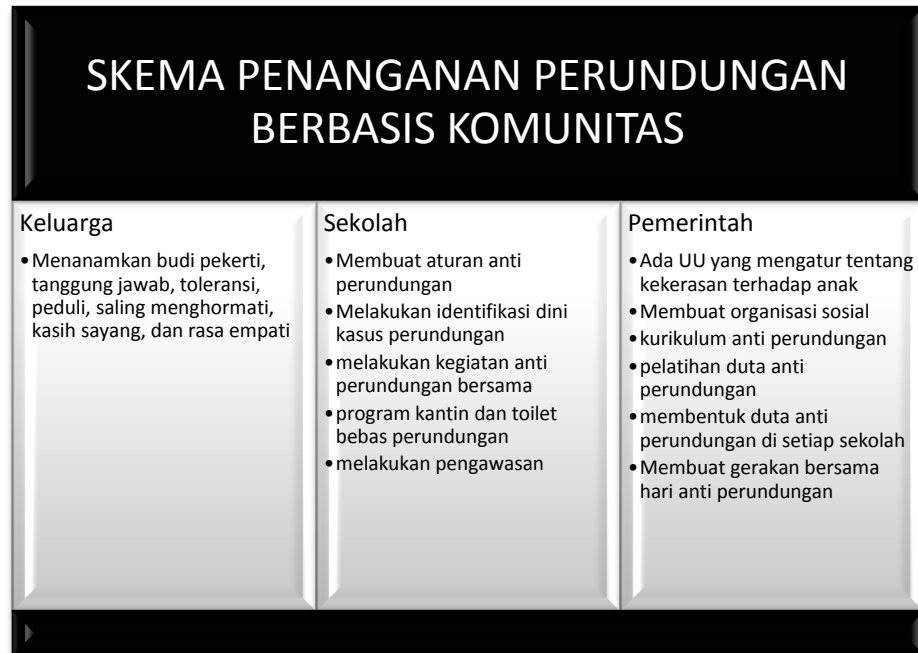 SKEMA PENANGANAN PERUNDUNGAN
BERBASIS KOMUNITAS
Keluarga
•Menanamkan budi pekerti,
tanggung jawab, toleransi,
peduli, saling menghormati,
kasih sayang, dan rasa empati
Sekolah
•Membuat aturan anti
perundungan
•Melakukan identifikasi dini
kasus perundungan
•melakukan kegiatan anti
perundungan bersama
•program kantin dan toilet
bebas perundungan
•melakukan pengawasan
Pemerintah
•Ada UU yang mengatur tentang
kekerasan terhadap anak
•Membuat organisasi sosial
•kurikulum anti perundungan
•pelatihan duta anti
perundungan
•membentuk duta anti
perundungan di setiap sekolah
•Membuat gerakan bersama
hari anti perundungan